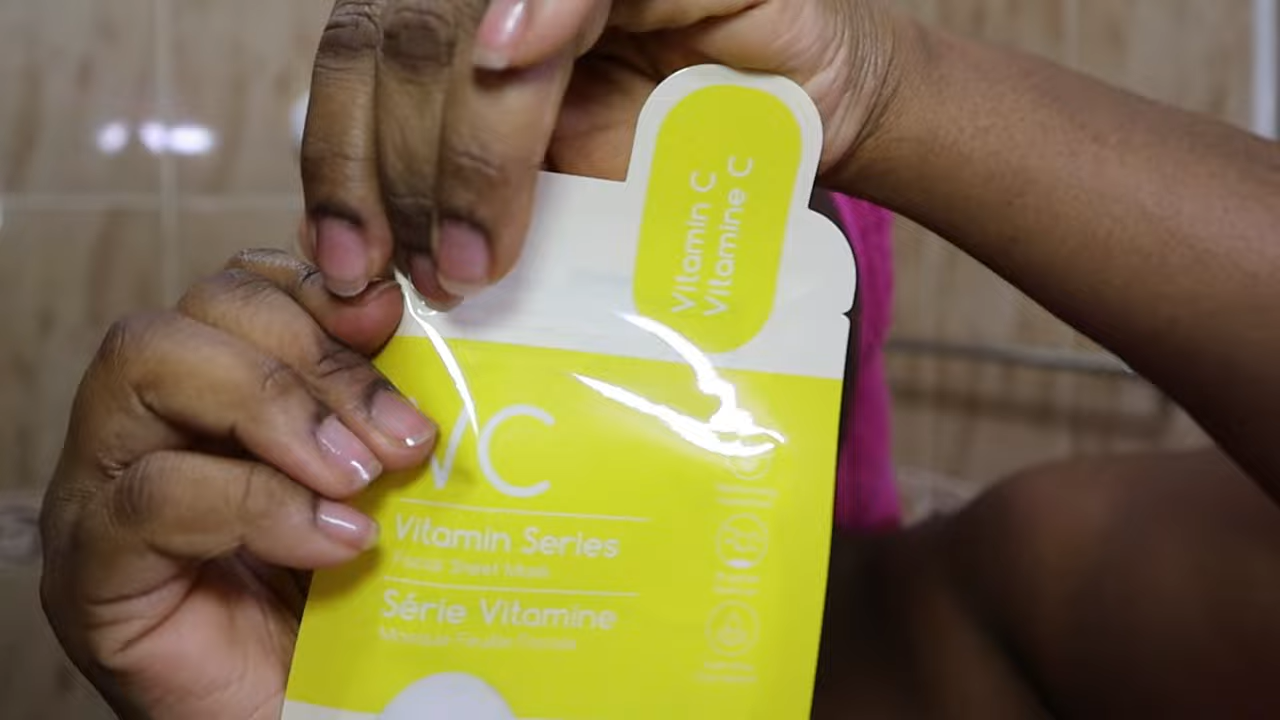 Vitamin C
Vitamine C
VC
Vitamin Series
Facial Sheet Mask
Série Vitamine
Masque Feuille Facial